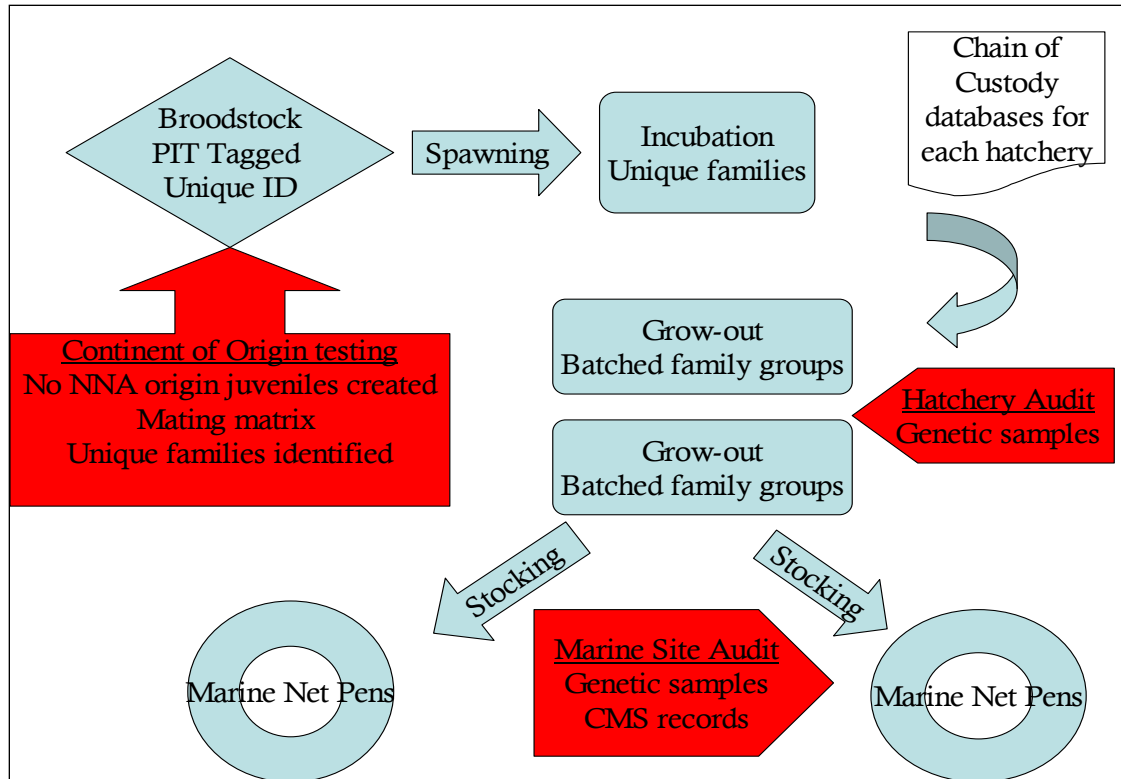 Broodstock
PIT Tagged
Unique ID
Spawning
Incubation
Unique families
Chain of
Custody
databases for
each hatchery
Continent of Origin testing
No NNA origin juveniles created
Mating matrix
Unique families identified
Grow-out
Batched family groups
Hatchery Audit
Genetic samples
Grow-out
Batched family groups
Stocking
Stocking
Marine Site Audit
Genetic samples
CMS records
Marine Net Pens
Marine Net Pens